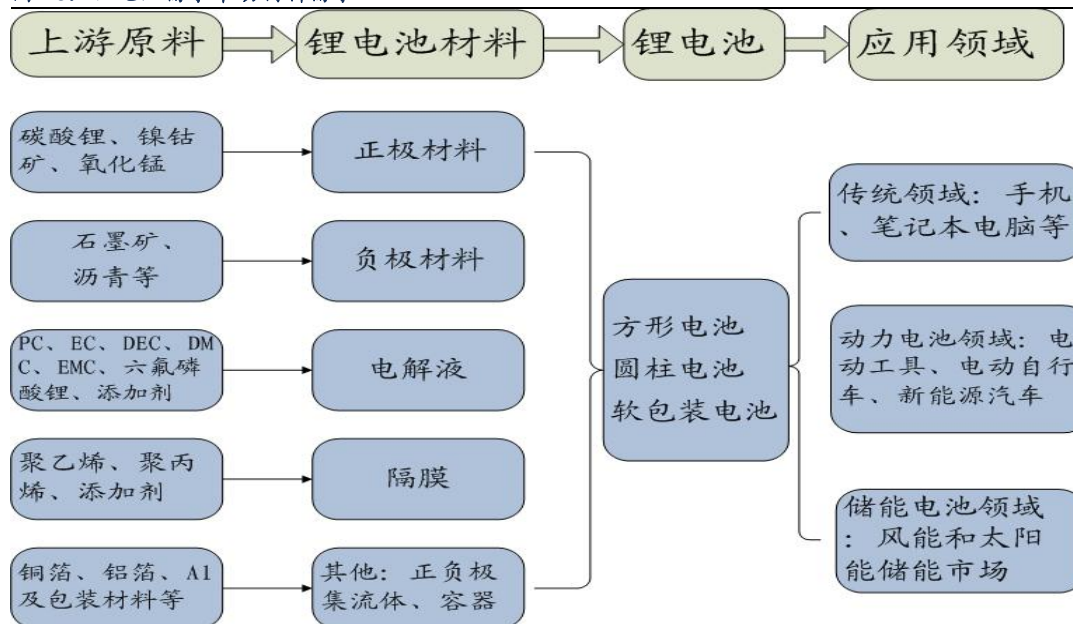 上游原料
锂电池材料
锂电池
应用领域
碳酸锂、镍钴
矿、氧化锰
正极材料
石墨矿、
沥青等
负极材料
PC、EC、DEC、DM
C、EMC、六氟磷
酸锂、添加剂
电解液
聚乙烯、聚丙
烯、添加剂
隔膜
铜箔、铝箔、Al
及包装材料等
其他：正负极
集流体、容器
方形电池
圆柱电池
软包装电池
传统领域：手机
、笔记本电脑等
动力电池领域：电
动工具、电动自行
车、新能源汽车
储能电池领域
：风能和太阳
能储能市场